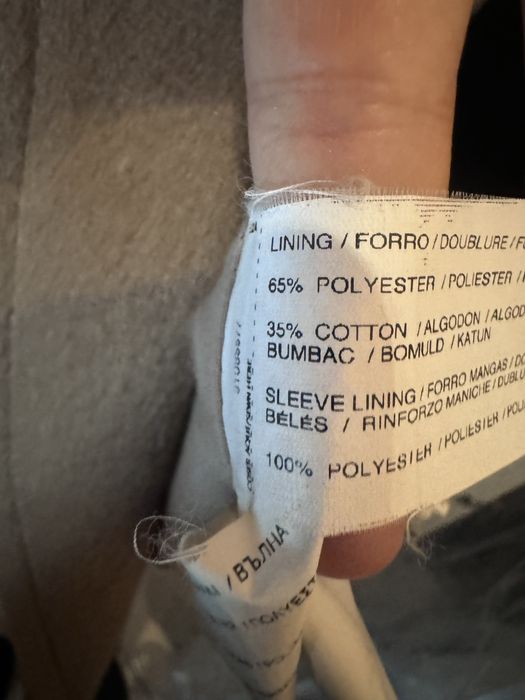 LINING / FORRO / DOUBLURE /
65% POLYESTER / POLIESTER /
35% COTTON / ALGODON /
BUMBAC / BOMULD / KATUN
SLEEVE LINING / FORRO MANGAS /
BÉLÉS / RINFORZO MANICHE /
100% POLYESTER / POLIESTER /
/ ВЪЛНА